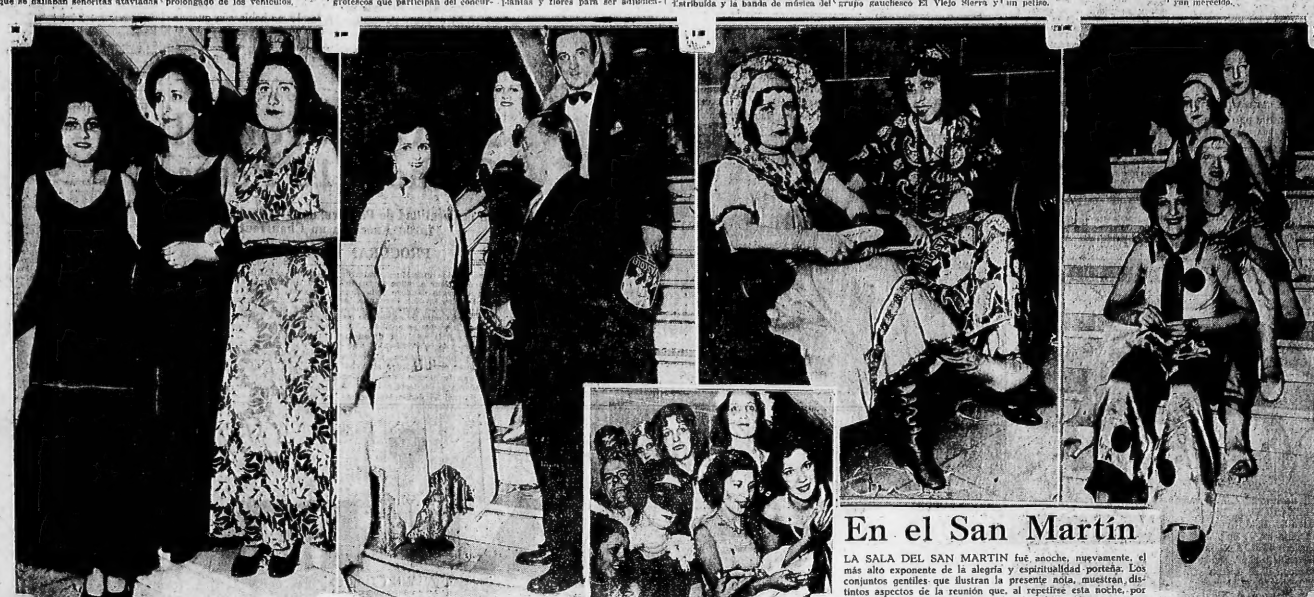 que se hallaban señoritas ataviadas
prolongado de los vehículos.
grotescos que participan del concur-
plantas y flores para ser adjudica-
tribuída y la banda de música del
grupo gauchesco El Viejo Sierra y
un petiso.
merecido.
PROGRAMA
En el San Martín
LA SALA DEL SAN MARTIN fué, anoche, nuevamente, el
más alto exponente de la alegría y espiritualidad porteña. Los
conjuntos gentiles que ilustran la presente nota, muestran dis-
tintos aspectos de la reunión que, al repetirse esta noche, por